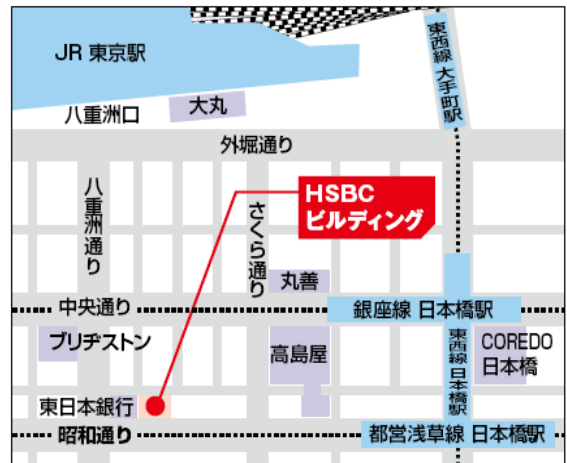 JR 東京駅
東西線 大手町駅
八重洲口
大丸
外堀通り
八重洲通り
さくら通り
HSBC
ビルディング
丸善
中央通り
銀座線 日本橋駅
ブリヂストン
高島屋
東西線 日本橋駅
COREDO
日本橋
東日本銀行
昭和通り
都営浅草線 日本橋駅